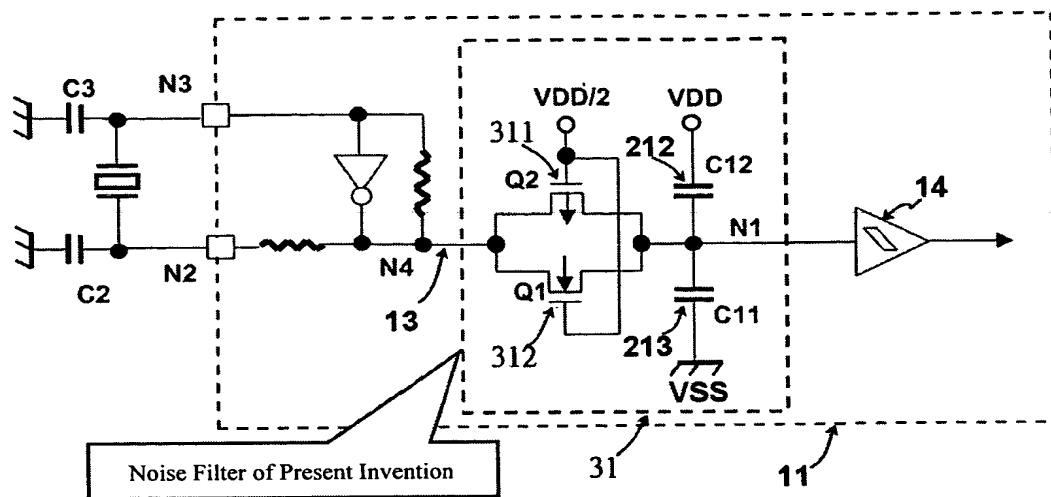 C3
N3
VDD/2
VDD
311
212
C12
Q2
14
N1
N2
N4
C2
13
Q1
312
C11
213
VSS
31
11
Noise Filter of Present Invention